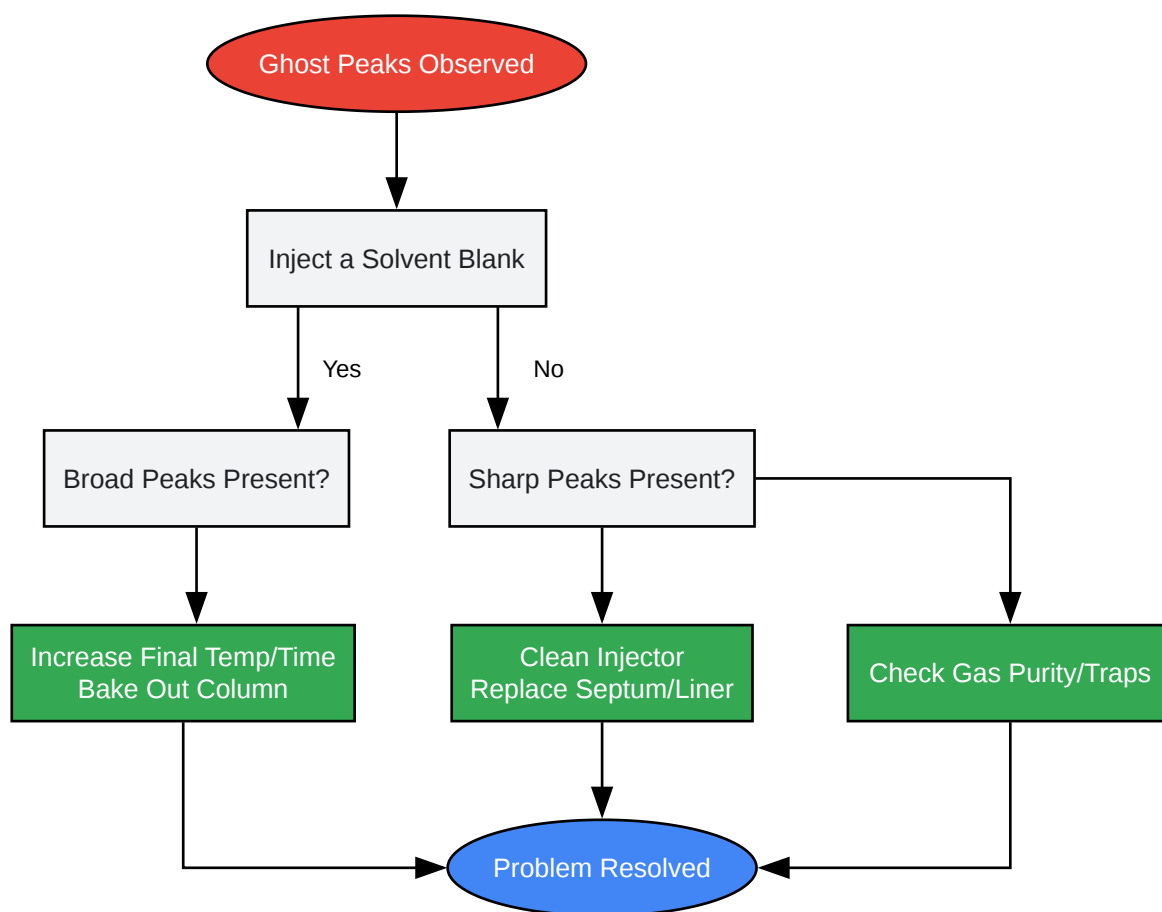 Ghost Peaks Observed
Inject a Solvent Blank
Yes
No
Broad Peaks Present?
Sharp Peaks Present?
Increase Final Temp/Time
Bake Out Column
Clean Injector
Replace Septum/Liner
Check Gas Purity/Traps
Problem Resolved